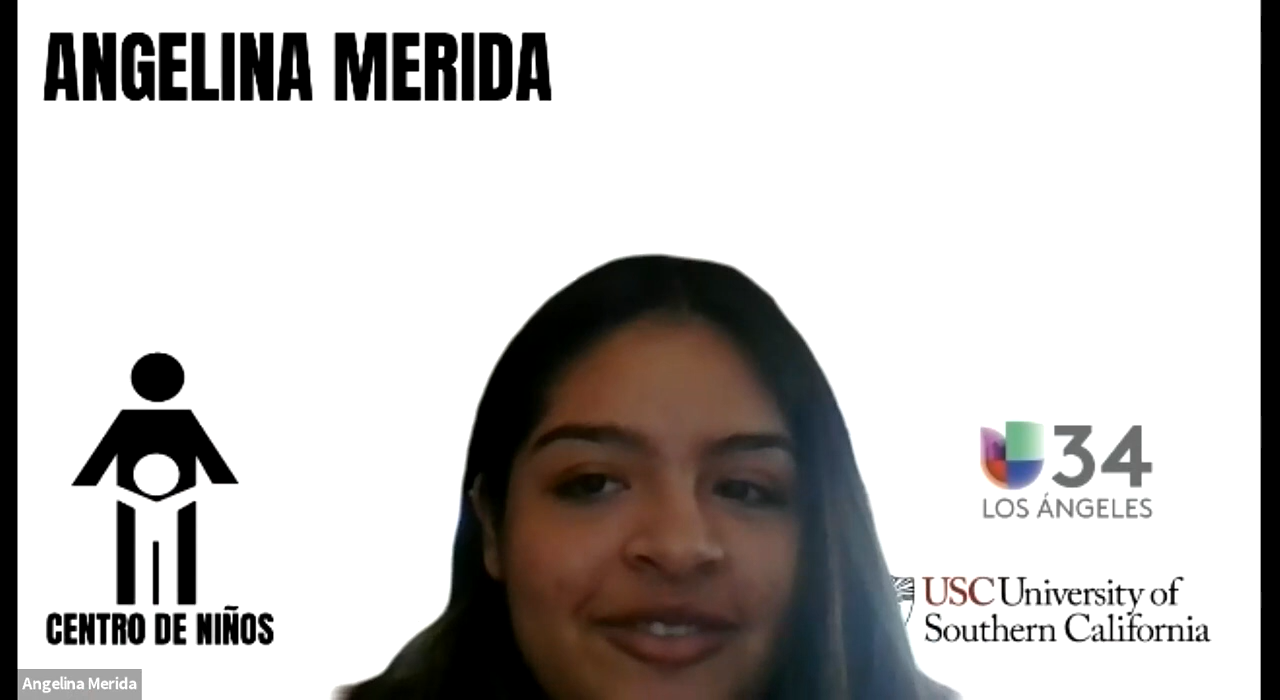 ANGELINA MERIDA
34
LOS ÁNGELES
USC University of
Southern California
CENTRO DE NIÑOS
Angelina Merida